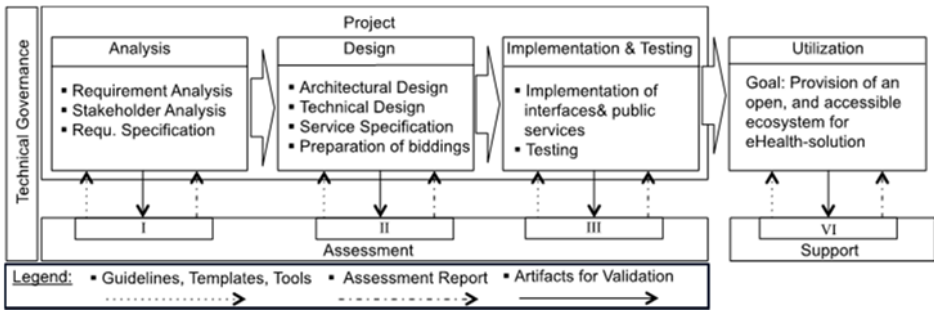 Technical Governance
Project
Analysis
▪ Requirement Analysis
▪ Stakeholder Analysis
▪ Requ. Specification
Design
▪ Architectural Design
▪ Technical Design
▪ Service Specification
▪ Preparation of biddings
Implementation & Testing
▪ Implementation of
interfaces& public
services
▪ Testing
Utilization
Goal: Provision of an
open, and accessible
ecosystem for
eHealth-solution
I
II
III
VI
Assessment
Support
Legend:
▪ Guidelines, Templates, Tools
▪ Assessment Report
▪ Artifacts for Validation